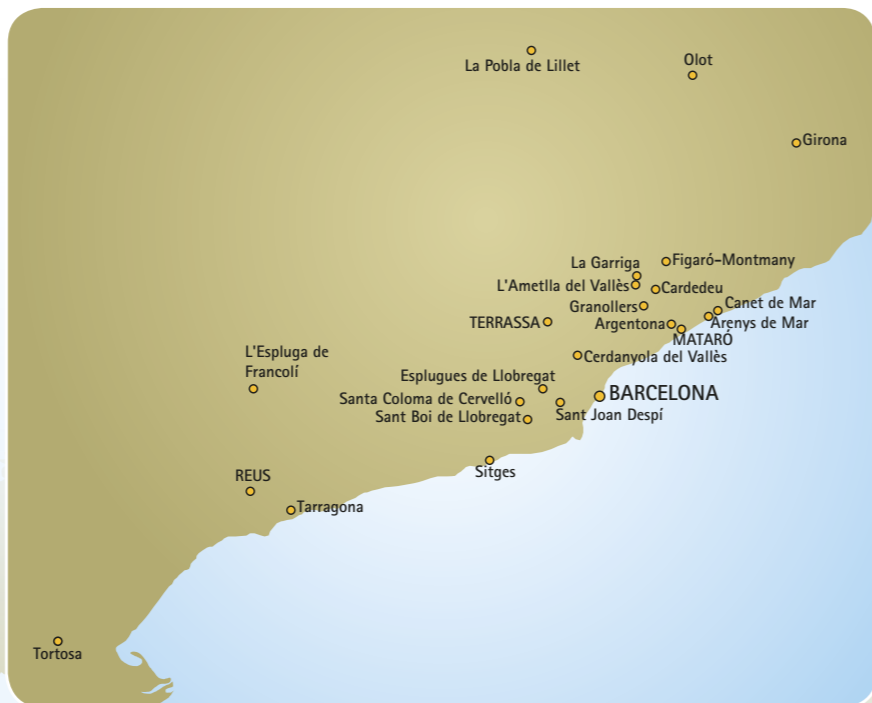 Olot
La Pobla de Lillet
Girona
Figaró-Montmany
La Garriga
L'Ametlla del Vallès
Cardedeu
Canet de Mar
Granollers
Arenys de Mar
TERRASSA
Argentona
MATARÓ
L'Espluga de
Francolí
Cerdanyola del Vallès
Esplugues de Llobregat
BARCELONA
Santa Coloma de Cervelló
Sant Joan Despí
Sant Boi de Llobregat
Sitges
REUS
Tarragona
Tortosa